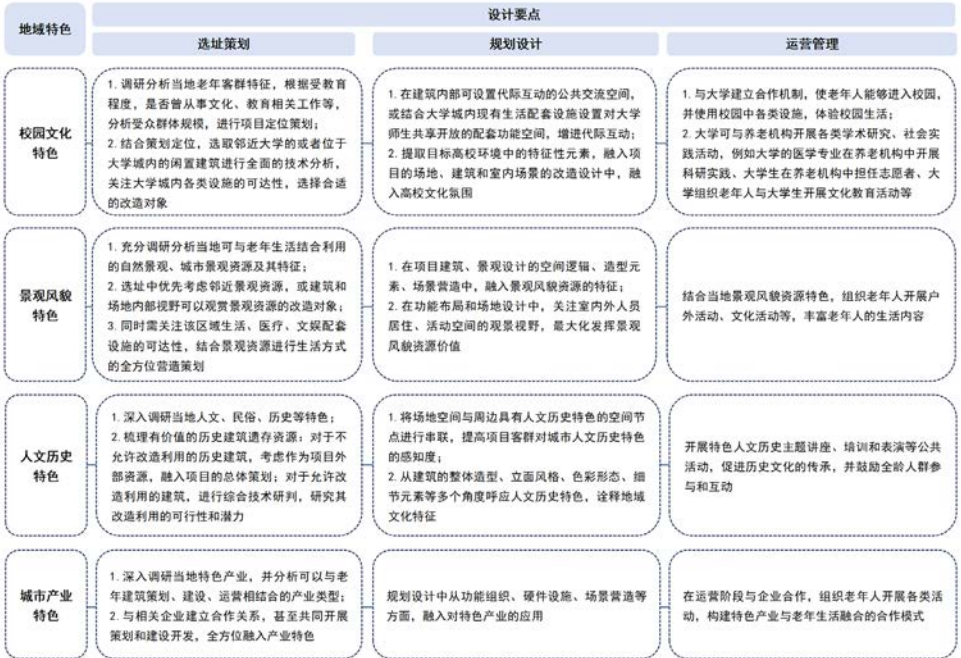 地域特色
设计要点
选址策划
规划设计
运营管理
校园文化
特色
1. 调研分析当地老年客群特征，根据受教育
程度，是否曾从事文化、教育相关工作等，
分析受众群体规模，进行项目定位策划；
2. 结合策划定位，选取邻近大学的或者位于
大学城内的闲置建筑进行全面的技术分析，
关注大学城内各类设施的可达性，选择合适
的改造对象
1. 在建筑内部可设置代际互动的公共交流空间，
或结合大学城内现有生活配套设施设置对大学
师生共享开放的配套功能空间，增进代际互动；
2. 提取目标高校环境中的特征性元素，融入项
目的场地、建筑和室内场景的改造设计中，融
入高校文化氛围
1. 与大学建立合作机制，使老年人能够进入校园，
并使用校园中各类设施，体验校园生活；
2. 大学可与养老机构开展各类学术研究、社会实
践活动，例如大学的医学专业在养老机构中开展
科研实践、大学生在养老机构中担任志愿者、大
学组织老年人与大学生开展文化教育活动等
景观风貌
特色
1. 充分调研分析当地可与老年生活结合利用
的自然景观、城市景观资源及其特征；
2. 选址中优先考虑邻近景观资源，或建筑和
场地内部视野可以观赏景观资源的改造对象；
3. 同时需关注该区域生活、医疗、文娱配套
设施的可达性，结合景观资源进行生活方式
的全方位营造策划
1. 在项目建筑、景观设计的空间逻辑、造型元
素、场景营造中，融入景观风貌资源的特征；
2. 在功能布局和场地设计中，关注室内外人员
居住、活动空间的观景视野，最大化发挥景观
风貌资源价值
结合当地景观风貌资源特色，组织老年人开展户
外活动、文化活动等，丰富老年人的生活内容
人文历史
特色
1. 深入调研当地人文、民俗、历史等特色；
2. 梳理有价值的历史建筑遗存资源：对于不
允许改造利用的历史建筑，考虑作为项目外
部资源，融入项目的总体策划；对于允许改
造利用的建筑，进行综合技术研判，研究其
改造利用的可行性和潜力
1. 将场地空间与周边具有人文历史特色的空间节
点进行串联，提高项目客群对城市人文历史特色
的感知度；
2. 从建筑的整体造型、立面风格、色彩形态、细
节元素等多个角度呼应人文历史特色，诠释地域
文化特征
开展特色人文历史主题讲座、培训和表演等公共
活动，促进历史文化的传承，并鼓励全龄人群参
与和互动
城市产业
特色
1. 深入调研当地特色产业，并分析可以与老
年建筑策划、建设、运营相结合的产业类型；
2. 与相关企业建立合作关系，甚至共同开展
策划和建设开发，全方位融入产业特色
规划设计中从功能组织、硬件设施、场景营造等
方面，融入对特色产业的应用
在运营阶段与企业合作，组织老年人开展各类活
动，构建特色产业与老年生活融合的合作模式